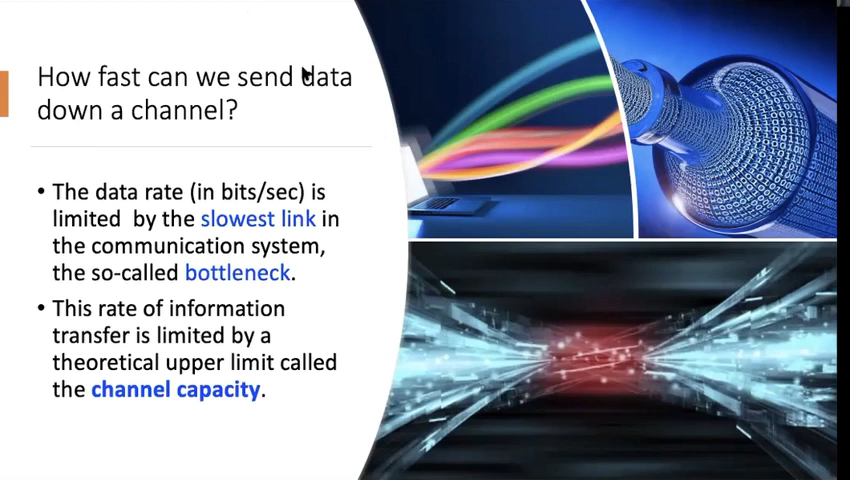 How fast can we send data
down a channel?
• The data rate (in bits/sec) is
limited by the slowest link in
the communication system,
the so-called bottleneck.
• This rate of information
transfer is limited by a
theoretical upper limit called
the channel capacity.